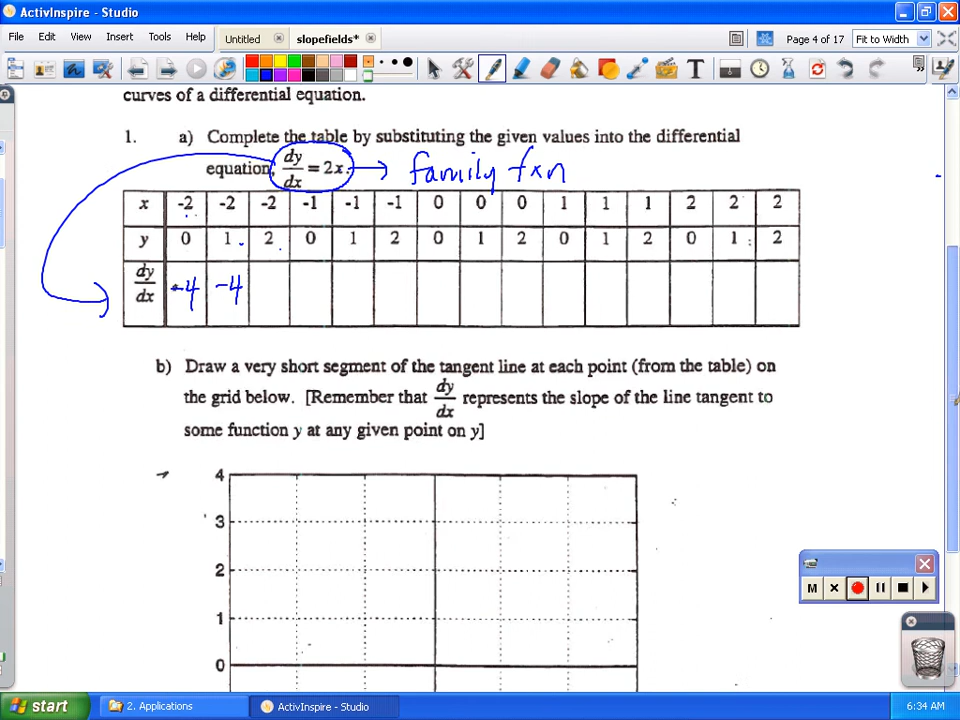 ActivInspire - Studio
File Edit View Insert Tools Help Untitled slopefields* Page 4 of 17 Fit to Width
curves of a differential equation.
1. a) Complete the table by substituting the given values into the differential
equation, dy/dx = 2x. → family fxn
x -2 -2 -2 -1 -1 -1 0 0 0 1 1 1 2 2 2
y 0 1 2 0 1 2 0 1 2 0 1 2 0 1 2
dy/dx -4 -4
b) Draw a very short segment of the tangent line at each point (from the table) on
the grid below. [Remember that dy/dx represents the slope of the line tangent to
some function y at any given point on y]
4
3
2
1
0
M
start 2. Applications ActivInspire - Studio 6:34 AM